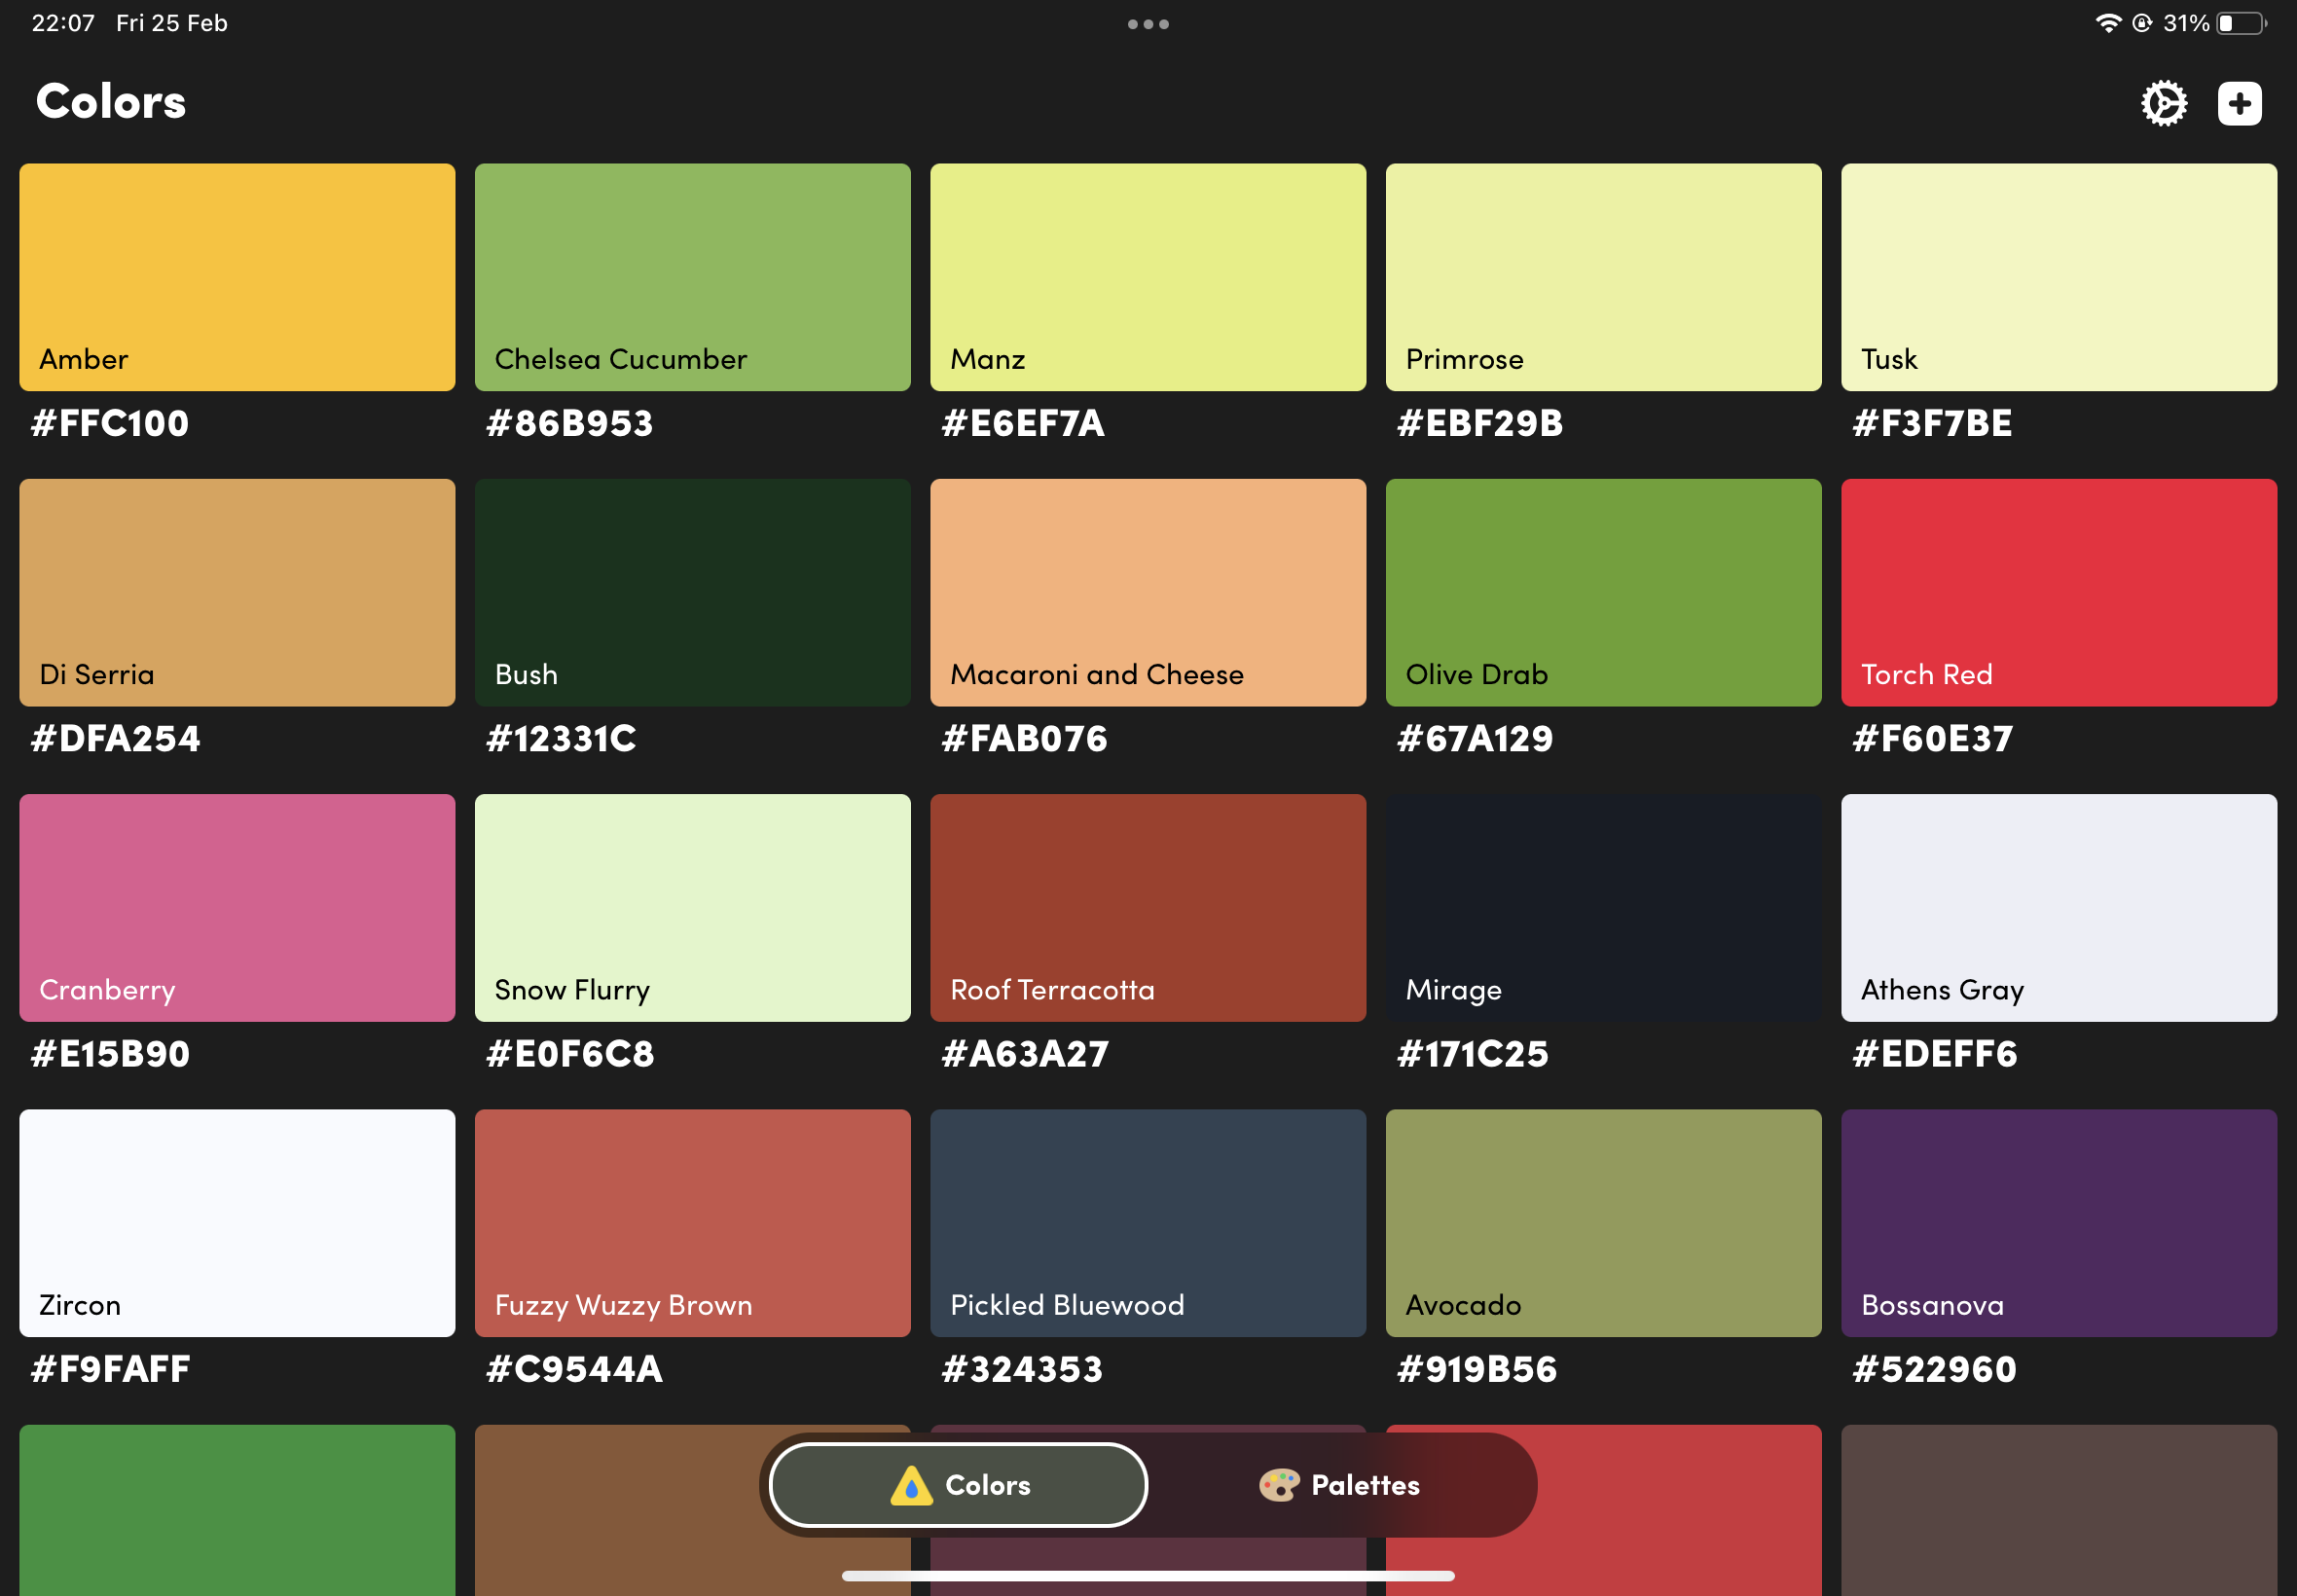 22:07 Fri 25 Feb 31%
Colors
Amber Chelsea Cucumber Manz Primrose Tusk
#FFC100 #86B953 #E6EF7A #EBF29B #F3F7BE
Di Serria Bush Macaroni and Cheese Olive Drab Torch Red
#DFA254 #12331C #FAB076 #67A129 #F60E37
Cranberry Snow Flurry Roof Terracotta Mirage Athens Gray
#E15B90 #E0F6C8 #A63A27 #171C25 #EDEFF6
Zircon Fuzzy Wuzzy Brown Pickled Bluewood Avocado Bossanova
#F9FAFF #C9544A #324353 #919B56 #522960
Colors Palettes